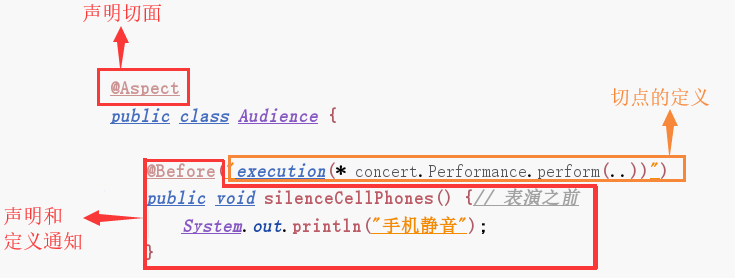 声明切面
@Aspect
切点的定义
public class Audience {
@Before("execution(* concert.Performance.perform(..))")
声明和
定义通知
public void silenceCellPhones() {// 表演之前
System.out.println("手机静音");
}